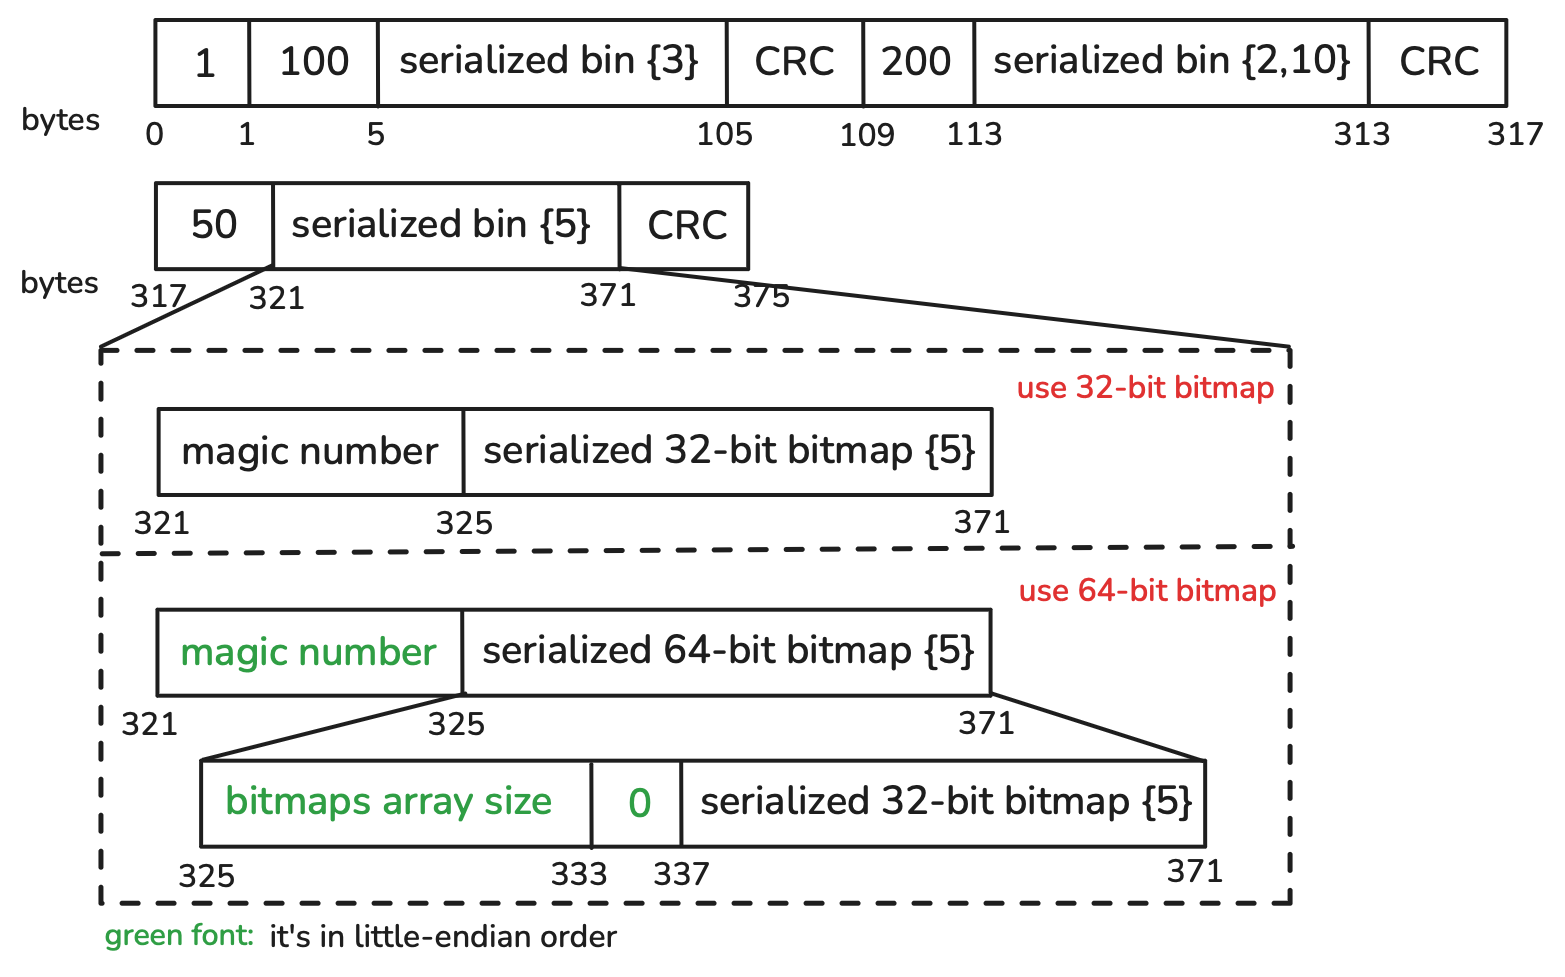 1 100 serialized bin {3} CRC 200 serialized bin {2,10} CRC
bytes 0 1 5 105 109 113 313 317
50 serialized bin {5} CRC
bytes 317 321 371 375
use 32-bit bitmap
magic number serialized 32-bit bitmap {5}
321 325 371
use 64-bit bitmap
magic number serialized 64-bit bitmap {5}
321 325 371
bitmaps array size 0 serialized 32-bit bitmap {5}
325 333 337 371
green font: it's in little-endian order